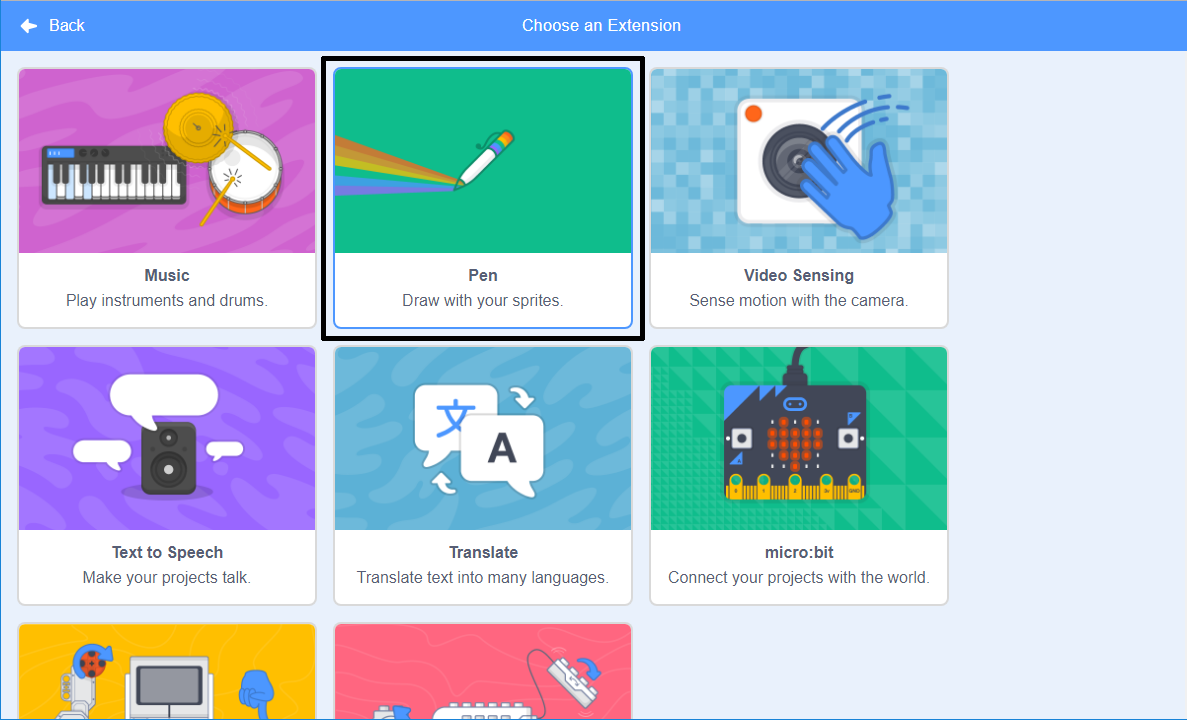 Back
Choose an Extension
Music
Play instruments and drums.
Pen
Draw with your sprites.
Video Sensing
Sense motion with the camera.
文
A
Text to Speech
Make your projects talk.
Translate
Translate text into many languages.
micro:bit
Connect your projects with the world.